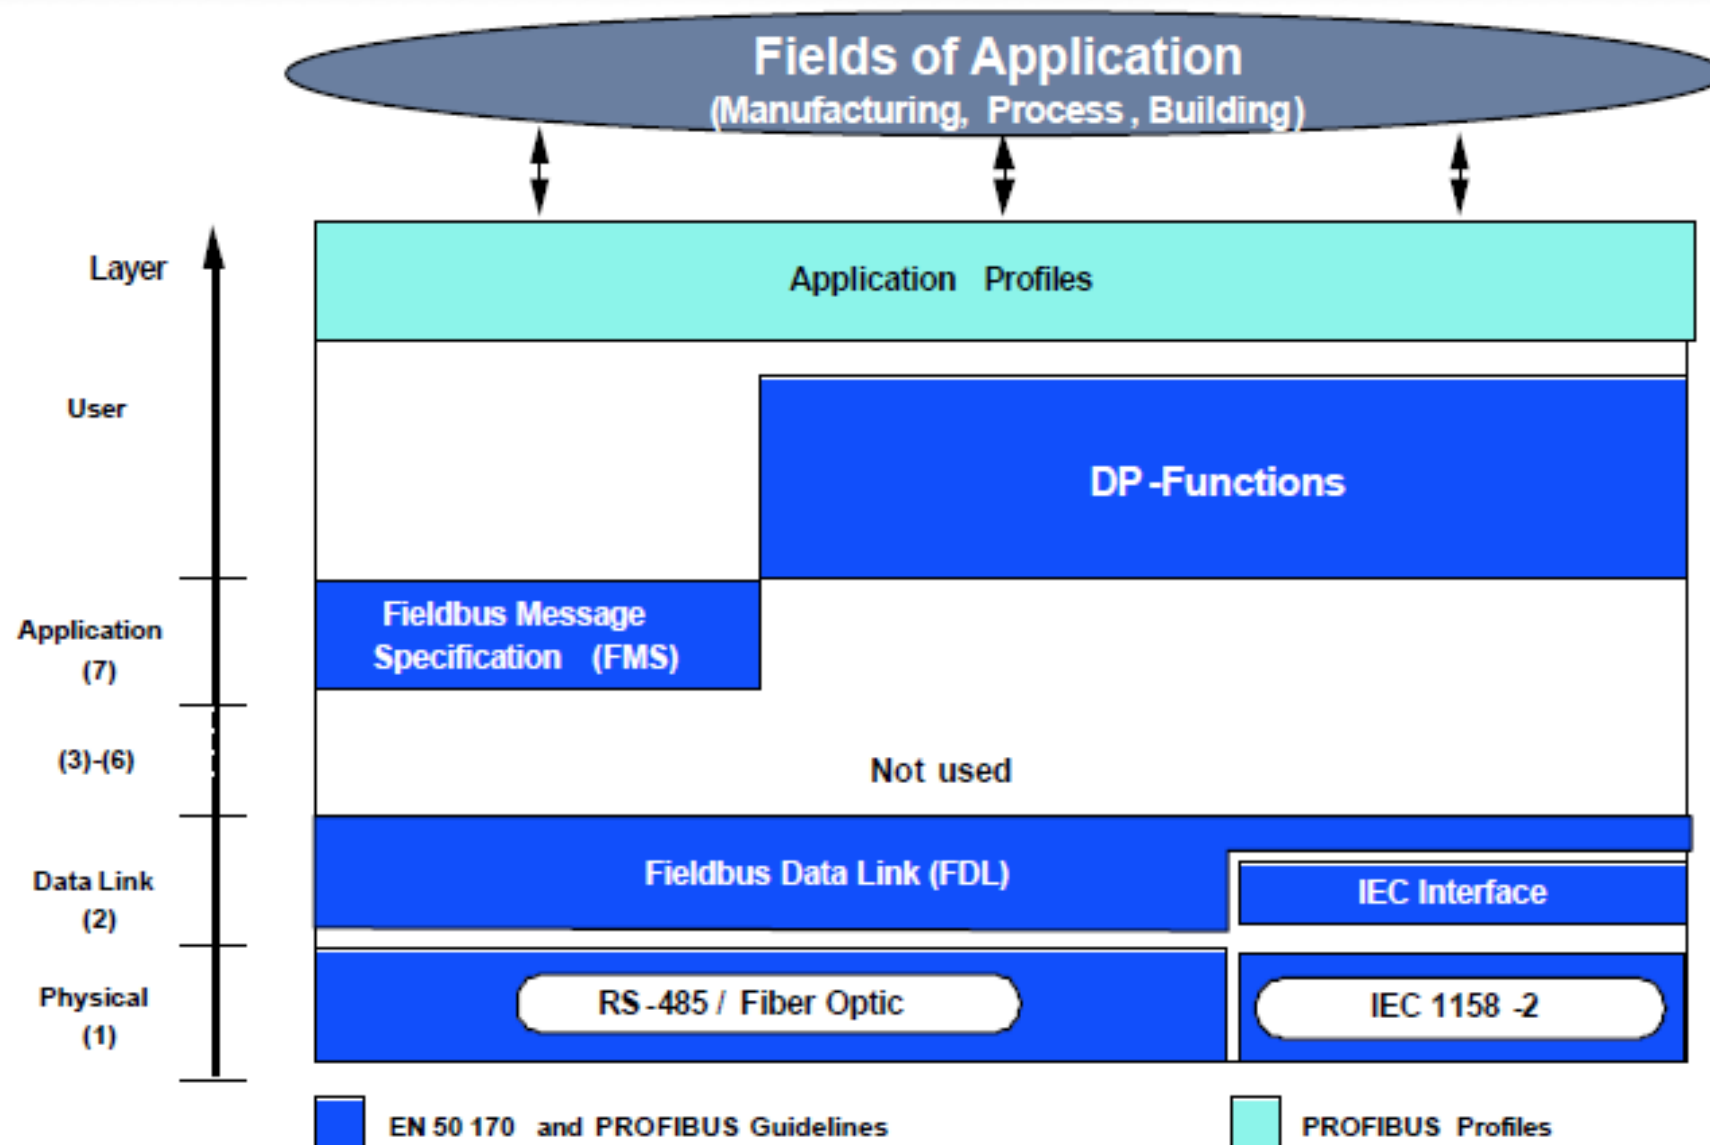 Fields of Application
(Manufacturing, Process, Building)
Layer
Application Profiles
User
DP-Functions
Fieldbus Message
Specification (FMS)
Application
(7)
(3)-(6)
Not used
Fieldbus Data Link (FDL)
IEC Interface
Data Link
(2)
RS-485 / Fiber Optic
IEC 1158-2
Physical
(1)
EN 50 170 and PROFIBUS Guidelines
PROFIBUS Profiles